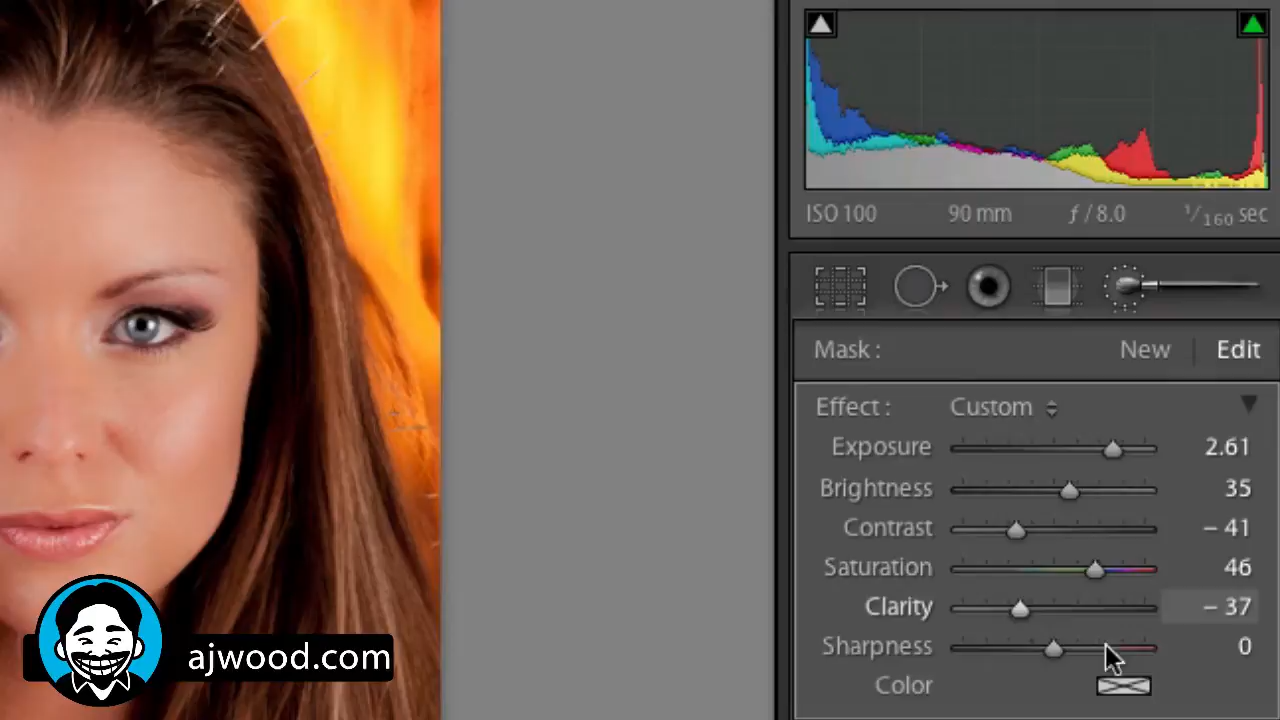 ISO 100 90 mm ƒ / 8.0 1/160 sec
Mask : New Edit
Effect : Custom
Exposure 2.61
Brightness 35
Contrast – 41
Saturation 46
Clarity – 37
Sharpness 0
Color
ajwood.com